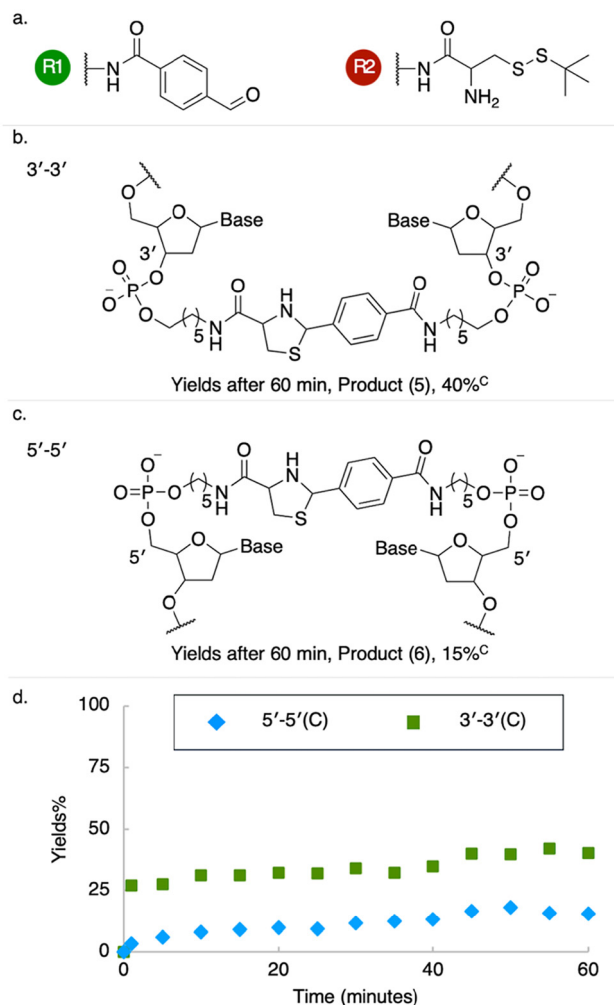 a.
R1
NH
O
O
R2
NH
O
NH2
S
S
b.
3′-3′
O
O
Base
3′
O
O
P
O−
O
( )5
N
H
O
H
N
S
O
N
H
( )5
O
Base
O
3′
O
O
P
O
O−
Yields after 60 min, Product (5), 40%C
c.
5′-5′
O−
O=P
O
O
( )5
N
H
O
H
N
S
O
N
H
( )5
O
O−
P=O
O
5′
O
Base
O
Base
O
5′
O
Yields after 60 min, Product (6), 15%C
d.
5′-5′(C)
3′-3′(C)
100
75
50
25
0
Yields%
0
20
40
60
Time (minutes)